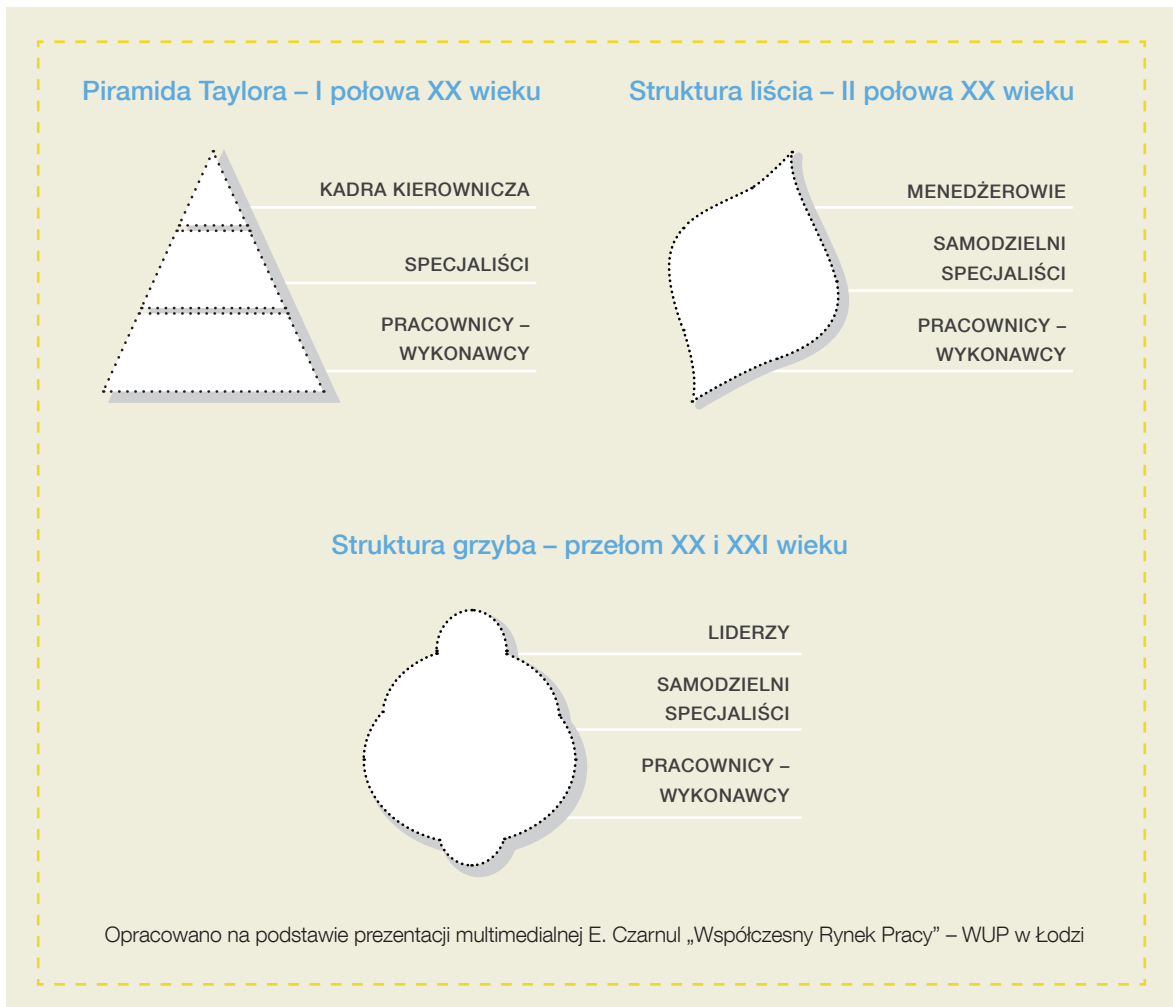 Piramida Taylora – I połowa XX wieku
KADRA KIEROWNICZA
SPECJALIŚCI
PRACOWNICY –
WYKONAWCY
Struktura liścia – II połowa XX wieku
MENEDŻEROWIE
SAMODZIELNI
SPECJALIŚCI
PRACOWNICY –
WYKONAWCY
Struktura grzyba – przełom XX i XXI wieku
LIDERZY
SAMODZIELNI
SPECJALIŚCI
PRACOWNICY –
WYKONAWCY
Opracowano na podstawie prezentacji multimedialnej E. Czarnul „Współczesny Rynek Pracy” – WUP w Łodzi